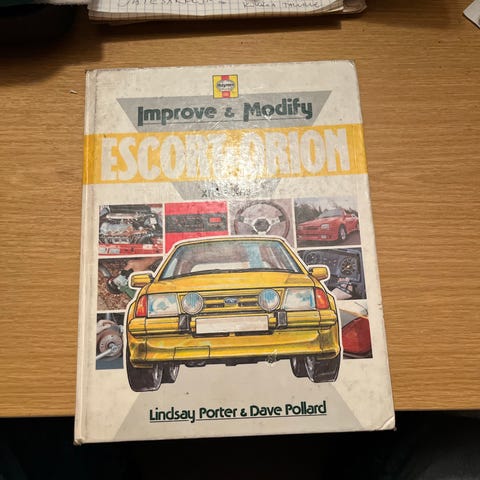 Haynes
Improve & Modify
ESCORT & ORION
Lindsay Porter & Dave Pollard